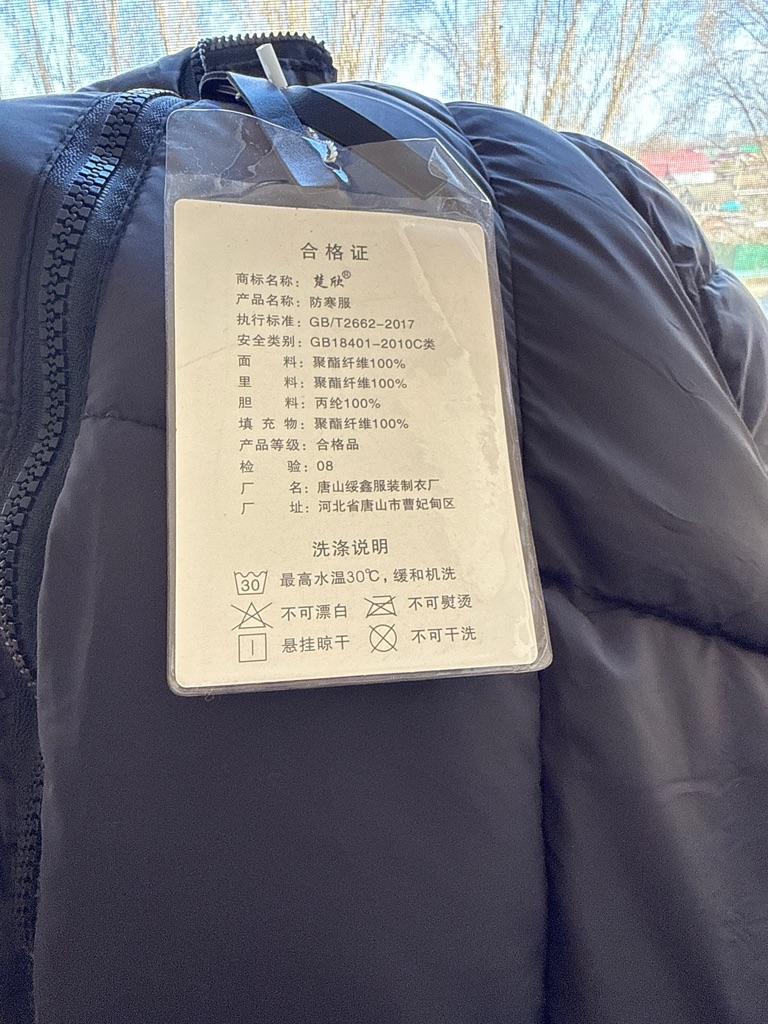 合格证
商标名称：楚欣®
产品名称：防寒服
执行标准：GB/T2662-2017
安全类别：GB18401-2010C类
面　　料：聚酯纤维100%
里　　料：聚酯纤维100%
胆　　料：丙纶100%
填 充 物：聚酯纤维100%
产品等级：合格品
检　　验：08
厂　　名：唐山绥鑫服装制衣厂
厂　　址：河北省唐山市曹妃甸区
洗涤说明
30 最高水温30℃，缓和机洗
不可漂白 不可熨烫
悬挂晾干 不可干洗